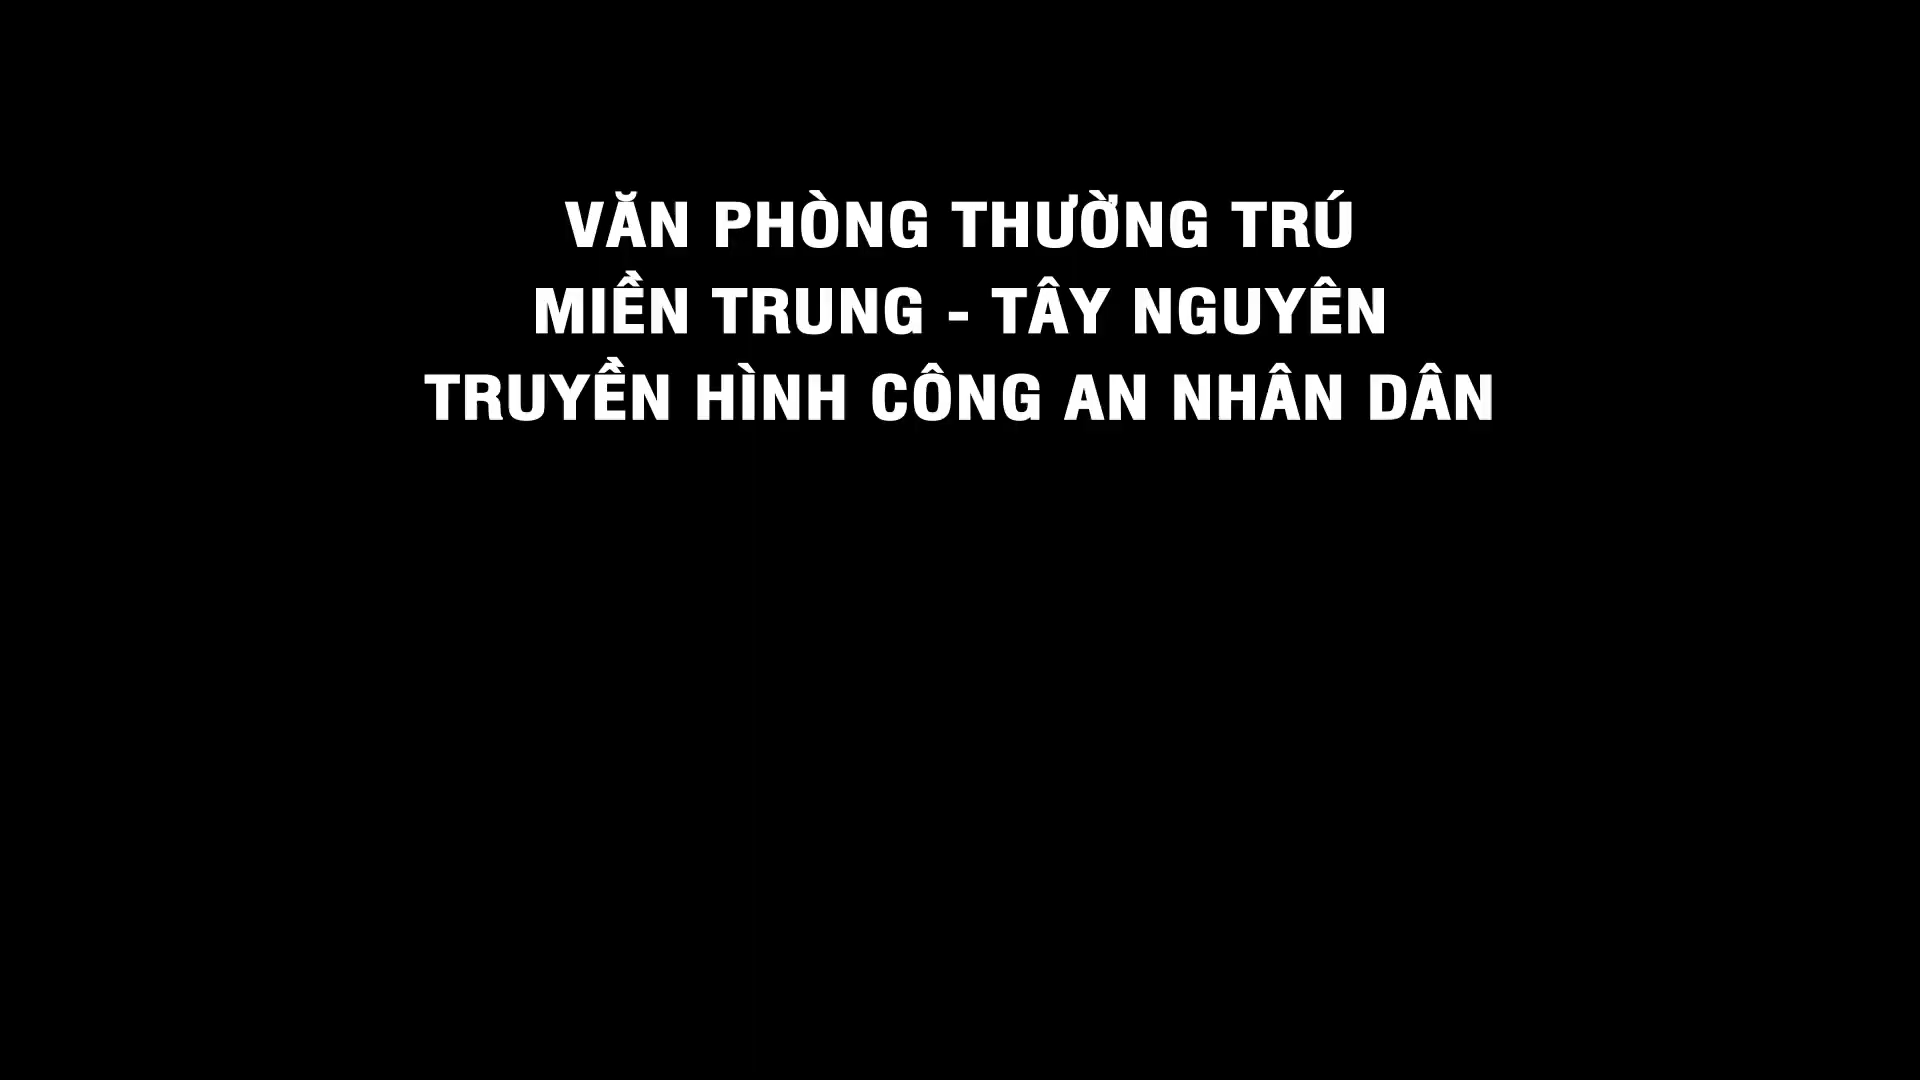 VĂN PHÒNG THƯỜNG TRÚ
MIỀN TRUNG - TÂY NGUYÊN
TRUYỀN HÌNH CÔNG AN NHÂN DÂN